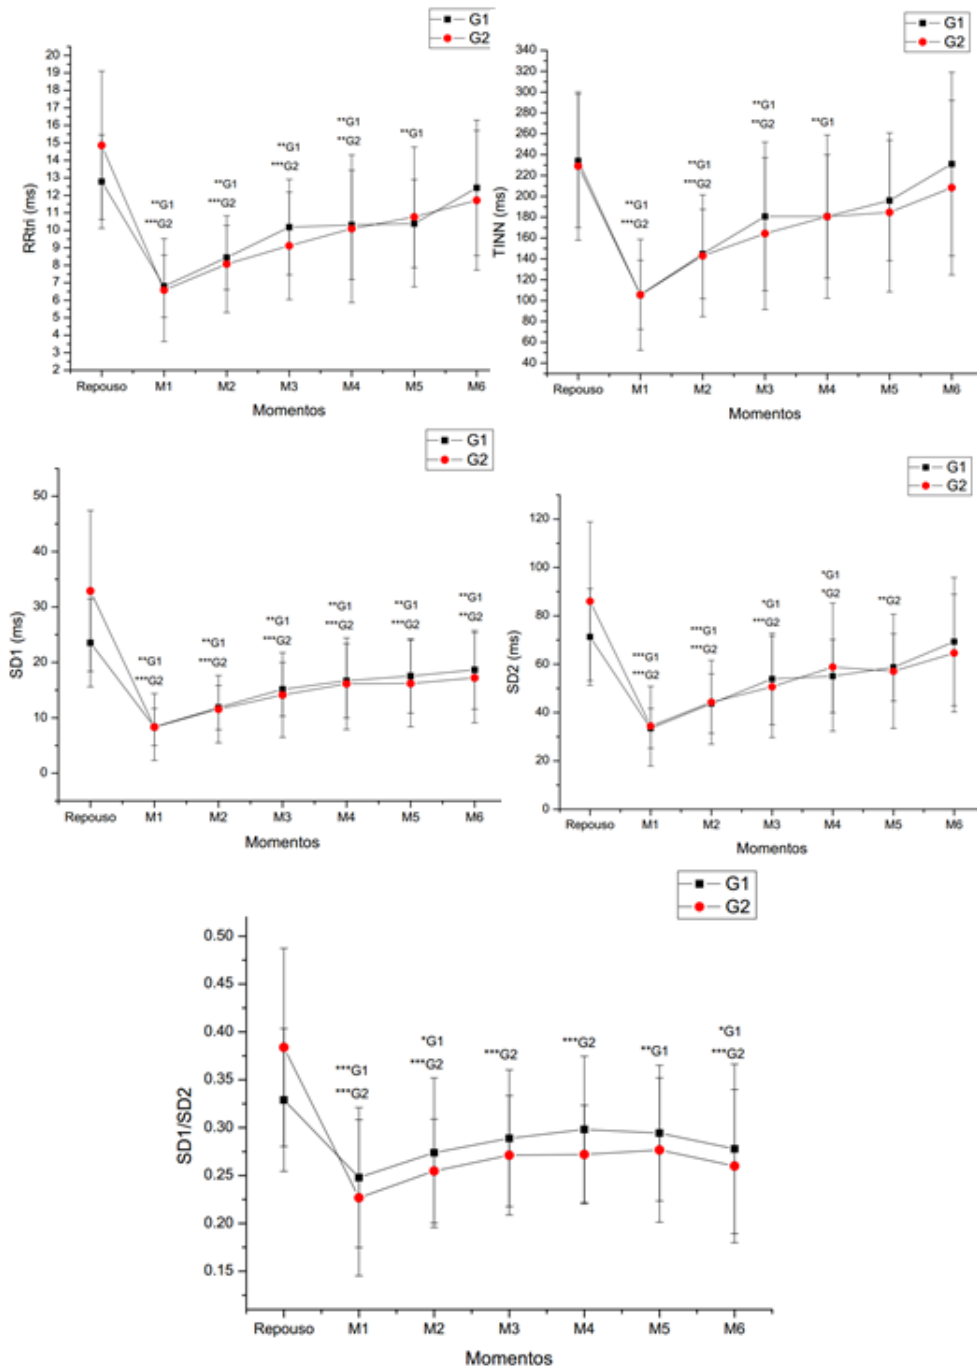 G1
G2
20
19
18
17
16
15
14
13
12
11
10
9
8
7
6
5
4
3
2
RRtri (ms)
**G1
***G2
**G1
***G2
**G1
***G2
**G1
**G2
**G1
Repouso M1 M2 M3 M4 M5 M6
Momentos
G1
G2
340
320
300
280
260
240
220
200
180
160
140
120
100
80
60
40
TINN (ms)
**G1
***G2
**G1
***G2
**G1
**G2
**G1
Repouso M1 M2 M3 M4 M5 M6
Momentos
G1
G2
50
40
30
20
10
0
SD1 (ms)
**G1
***G2
**G1
***G2
**G1
***G2
**G1
***G2
**G1
***G2
**G1
**G2
Repouso M1 M2 M3 M4 M5 M6
Momentos
G1
G2
120
100
80
60
40
20
0
SD2 (ms)
***G1
***G2
***G1
***G2
*G1
***G2
*G1
*G2
**G2
Repouso M1 M2 M3 M4 M5 M6
Momentos
G1
G2
0.50
0.45
0.40
0.35
0.30
0.25
0.20
0.15
SD1/SD2
***G1
***G2
*G1
***G2
***G2
***G2
**G1
*G1
***G2
Repouso M1 M2 M3 M4 M5 M6
Momentos